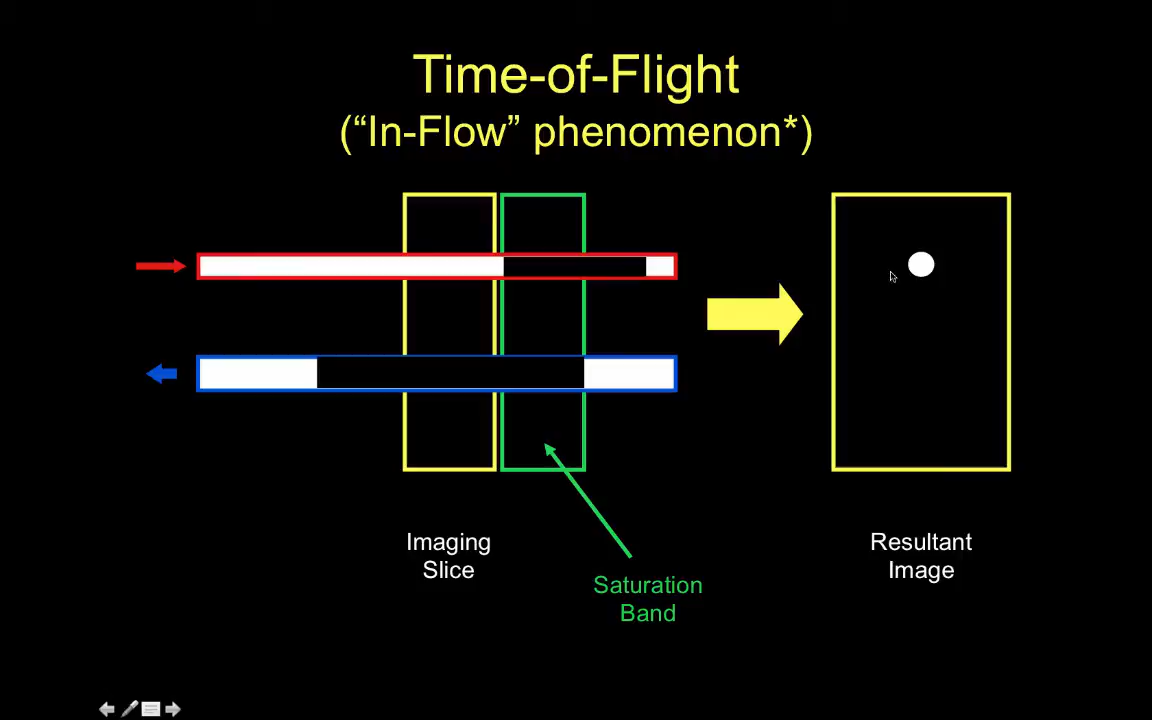 Time-of-Flight
(“In-Flow” phenomenon*)
Imaging
Slice
Saturation
Band
Resultant
Image